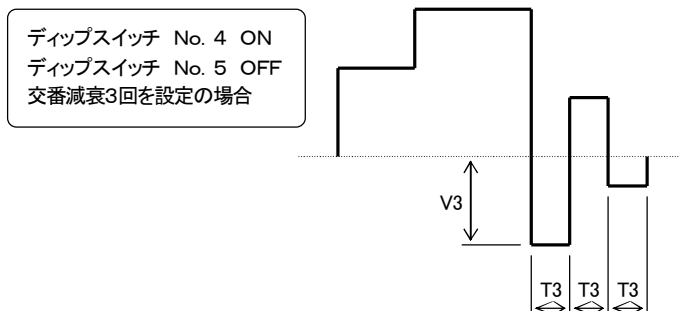 ディップスイッチ No. 4 ON
ディップスイッチ No. 5 OFF
交番減衰3回を設定の場合
V3
T3 T3 T3